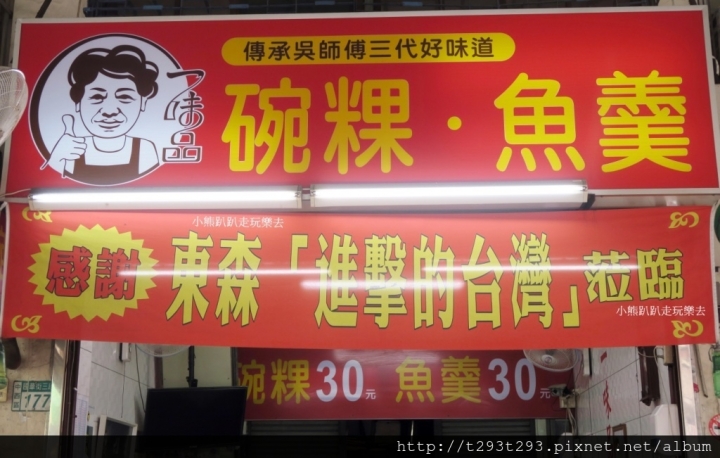 傳承吳師傅三代好味道
一味品
碗粿·魚羹
小熊趴趴走玩樂去
感謝 東森「進擊的台灣」蒞臨
小熊趴趴走玩樂去
碗粿30元 魚羹30元
177
http://t293t293.pixnet.net/album